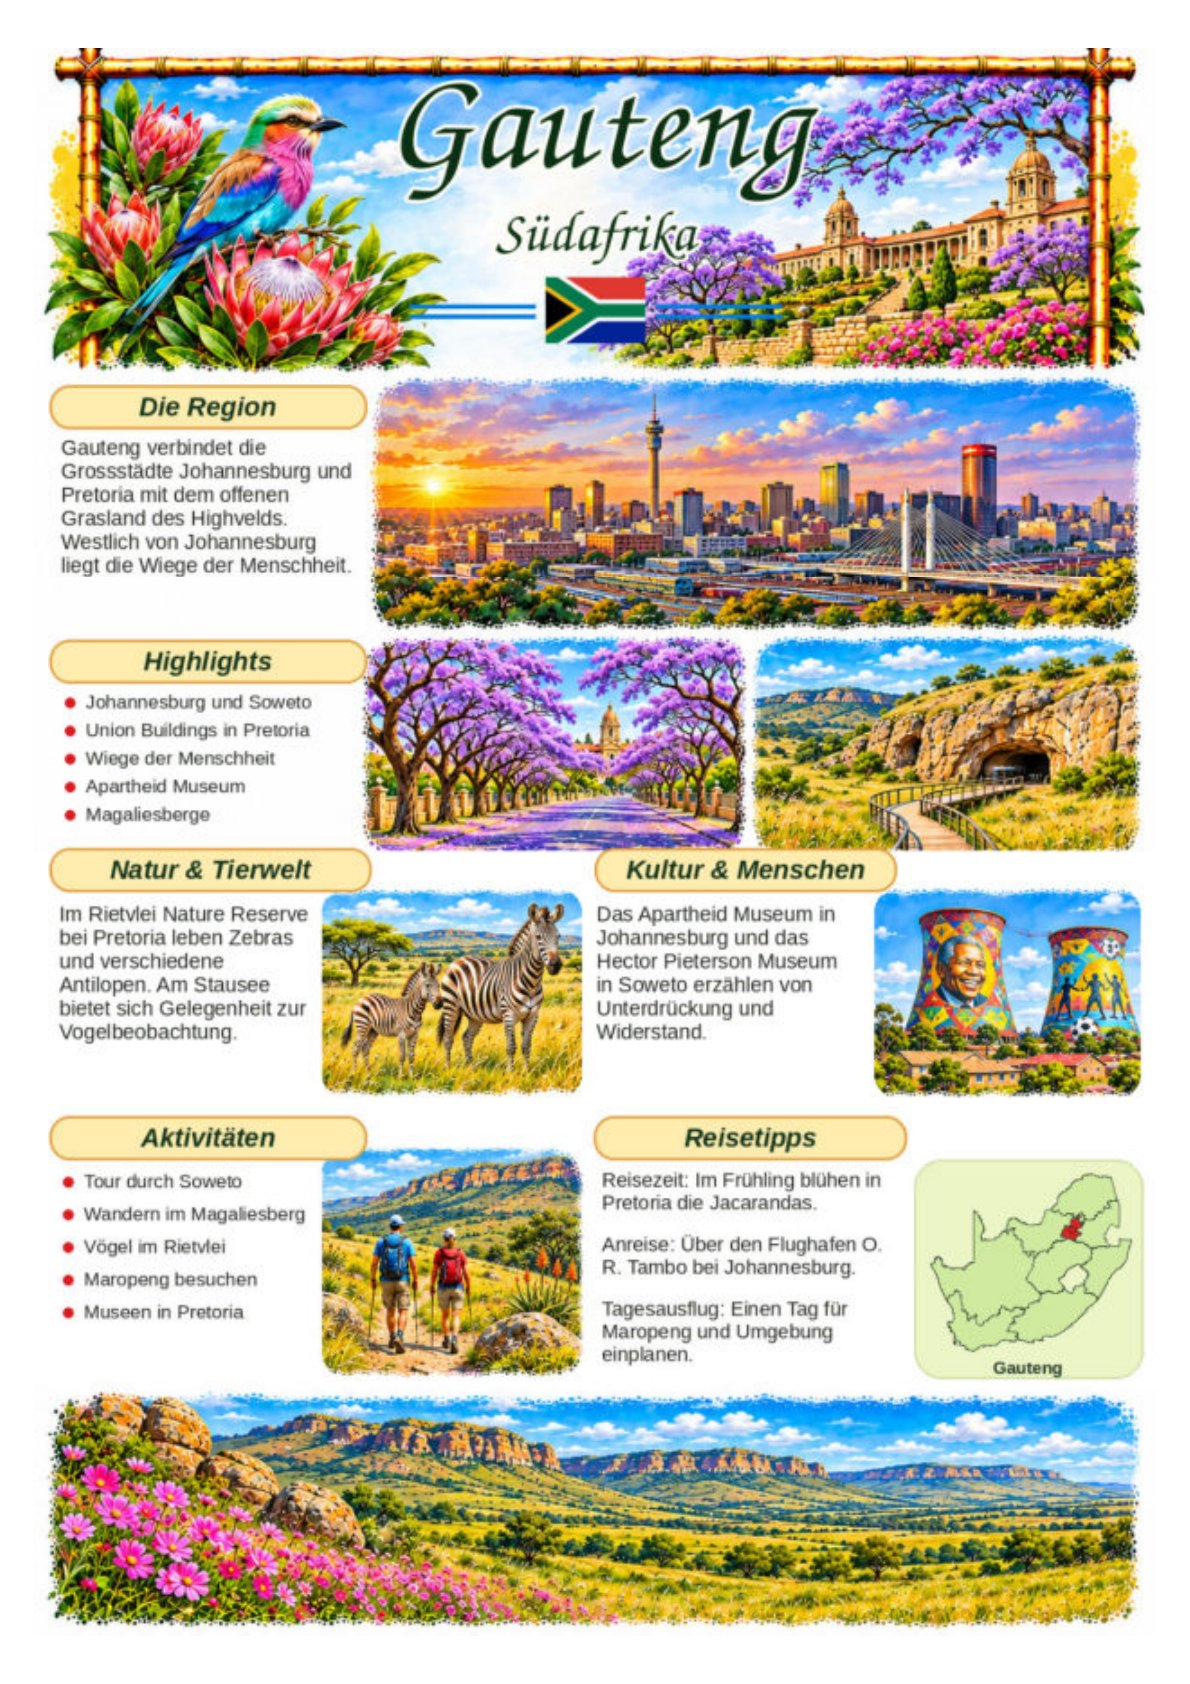 Gauteng
Südafrika
Die Region
Gauteng verbindet die
Grossstädte Johannesburg und
Pretoria mit dem offenen
Grasland des Highvelds.
Westlich von Johannesburg
liegt die Wiege der Menschheit.
Highlights
Johannesburg und Soweto
Union Buildings in Pretoria
Wiege der Menschheit
Apartheid Museum
Magaliesberge
Natur & Tierwelt
Im Rietvlei Nature Reserve
bei Pretoria leben Zebras
und verschiedene
Antilopen. Am Stausee
bietet sich Gelegenheit zur
Vogelbeobachtung.
Kultur & Menschen
Das Apartheid Museum in
Johannesburg und das
Hector Pieterson Museum
in Soweto erzählen von
Unterdrückung und
Widerstand.
Aktivitäten
Tour durch Soweto
Wandern im Magaliesberg
Vögel im Rietvlei
Maropeng besuchen
Museen in Pretoria
Reisetipps
Reisezeit: Im Frühling blühen in
Pretoria die Jacarandas.
Anreise: Über den Flughafen O.
R. Tambo bei Johannesburg.
Tagesausflug: Einen Tag für
Maropeng und Umgebung
einplanen.
Gauteng